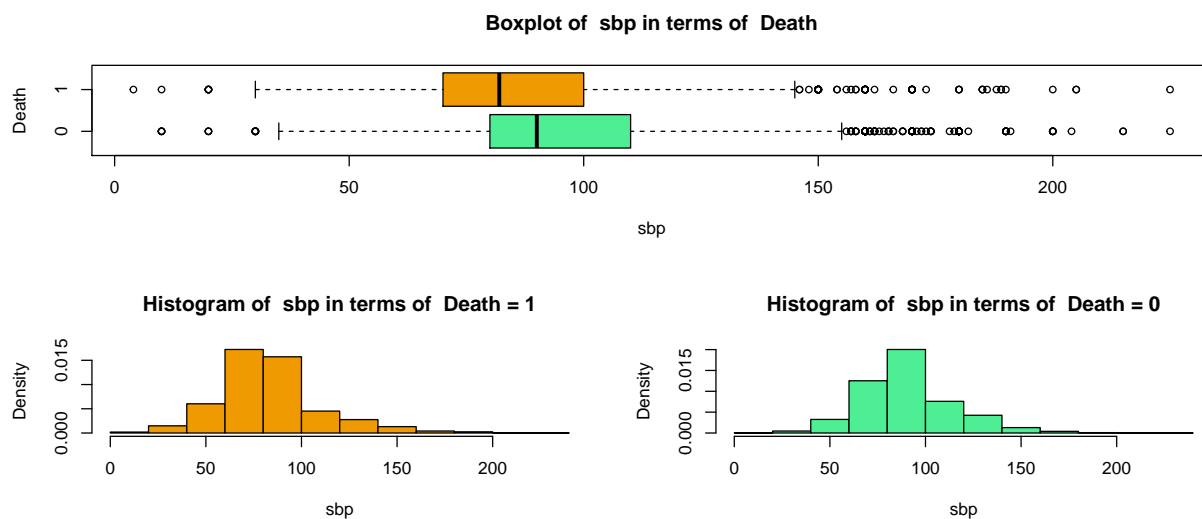 Boxplot of sbp in terms of Death
Death
1
0
0 50 100 150 200
sbp
Histogram of sbp in terms of Death = 1
Density
0.015
0.000
0 50 100 150 200
sbp
Histogram of sbp in terms of Death = 0
Density
0.015
0.000
0 50 100 150 200
sbp